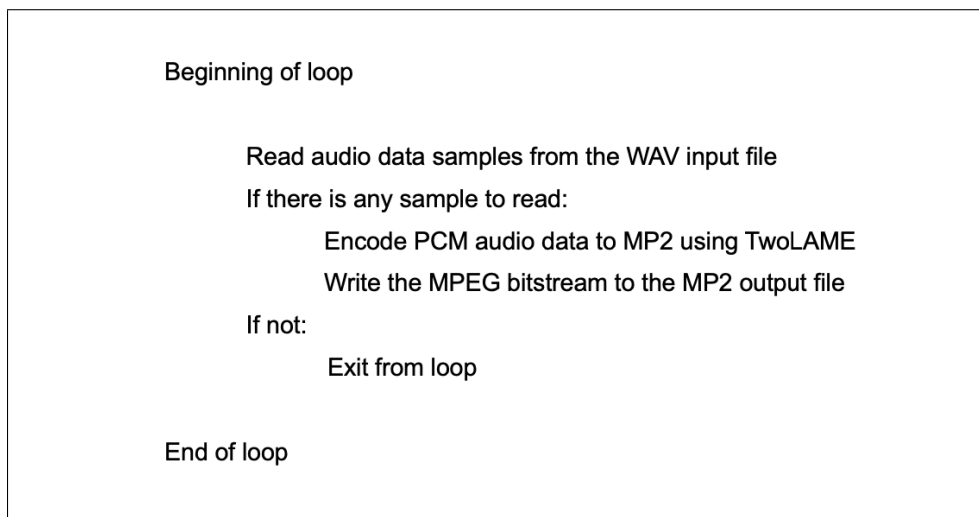 Beginning of loop
Read audio data samples from the WAV input file
If there is any sample to read:
Encode PCM audio data to MP2 using TwoLAME
Write the MPEG bitstream to the MP2 output file
If not:
Exit from loop
End of loop